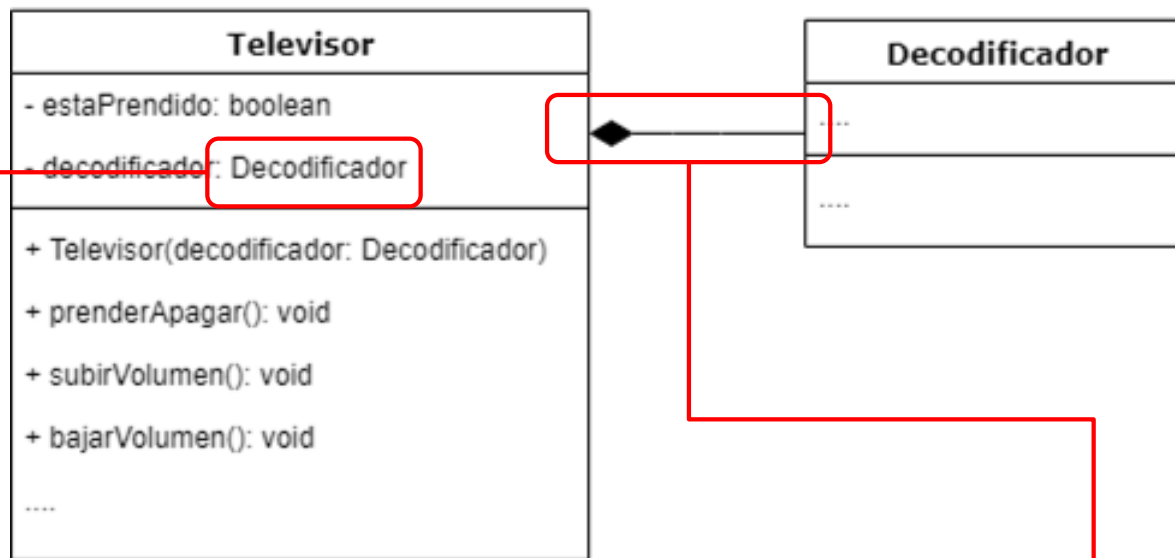 Televisor
- estaPrendido: boolean
- decodificador: Decodificador
+ Televisor(decodificador: Decodificador)
+ prenderApagar(): void
+ subirVolumen(): void
+ bajarVolumen(): void
....
Decodificador
....
....